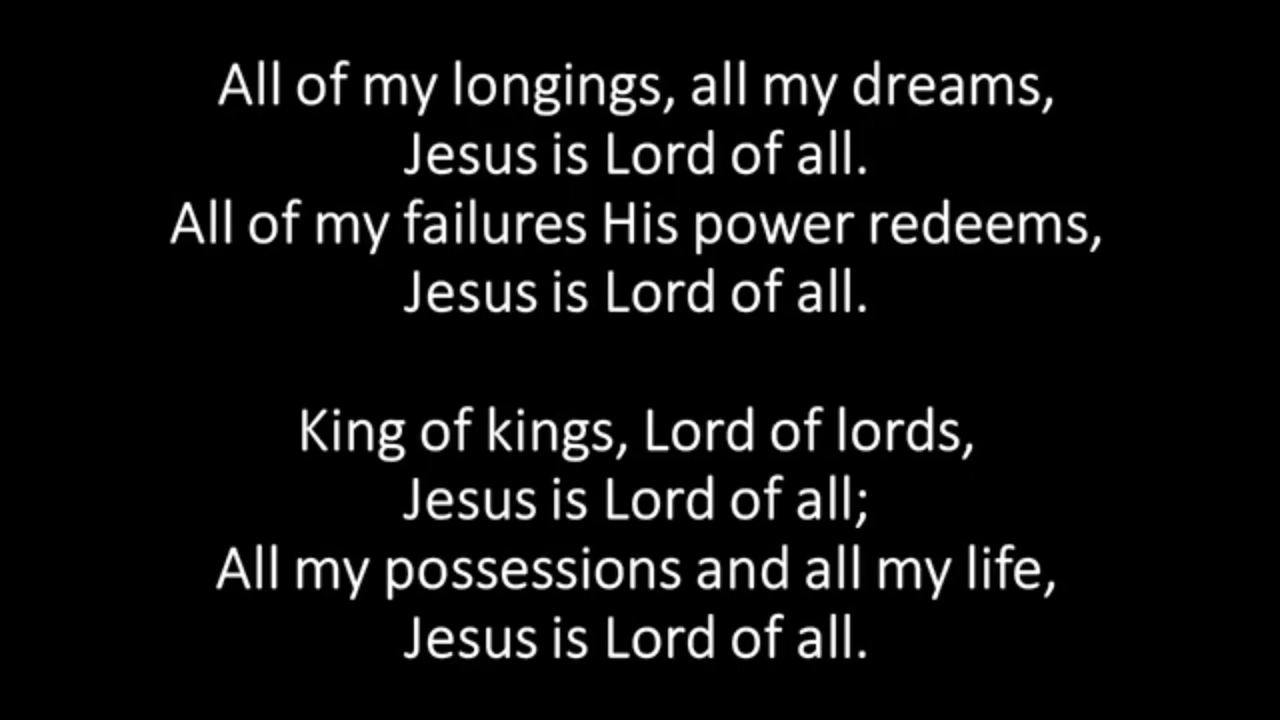 All of my longings, all my dreams,
Jesus is Lord of all.
All of my failures His power redeems,
Jesus is Lord of all.
King of kings, Lord of lords,
Jesus is Lord of all;
All my possessions and all my life,
Jesus is Lord of all.